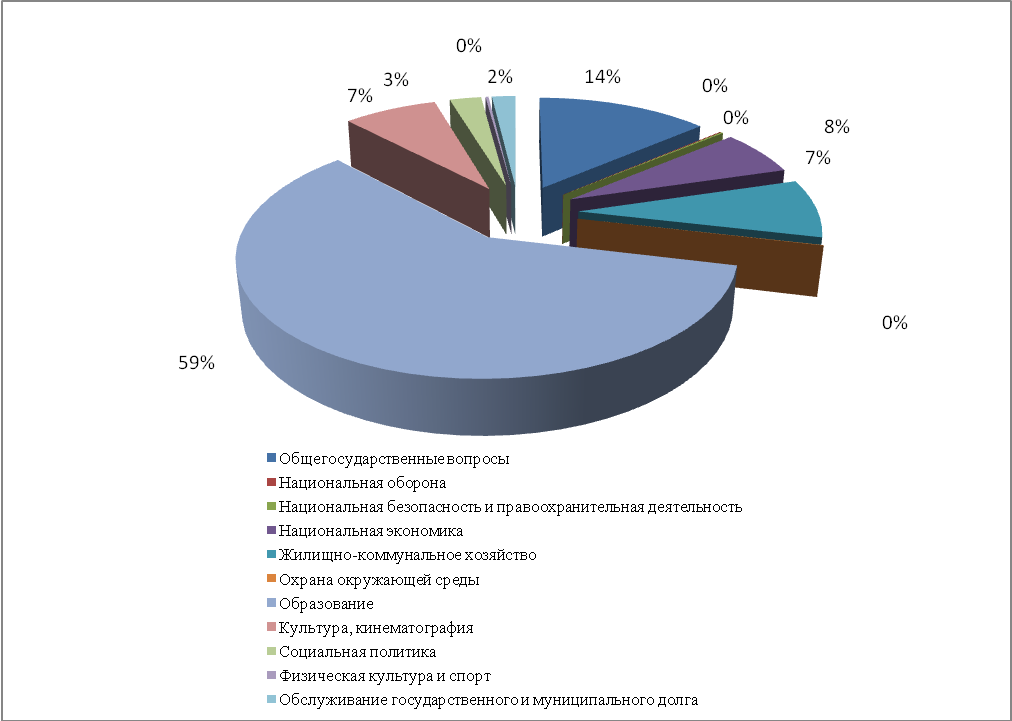 0%
3%
2%
14%
0%
7%
0%
8%
7%
0%
59%
Общегосударственные вопросы
Национальная оборона
Национальная безопасность и правоохранительная деятельность
Национальная экономика
Жилищно-коммунальное хозяйство
Охрана окружающей среды
Образование
Культура, кинематография
Социальная политика
Физическая культура и спорт
Обслуживание государственного и муниципального долга